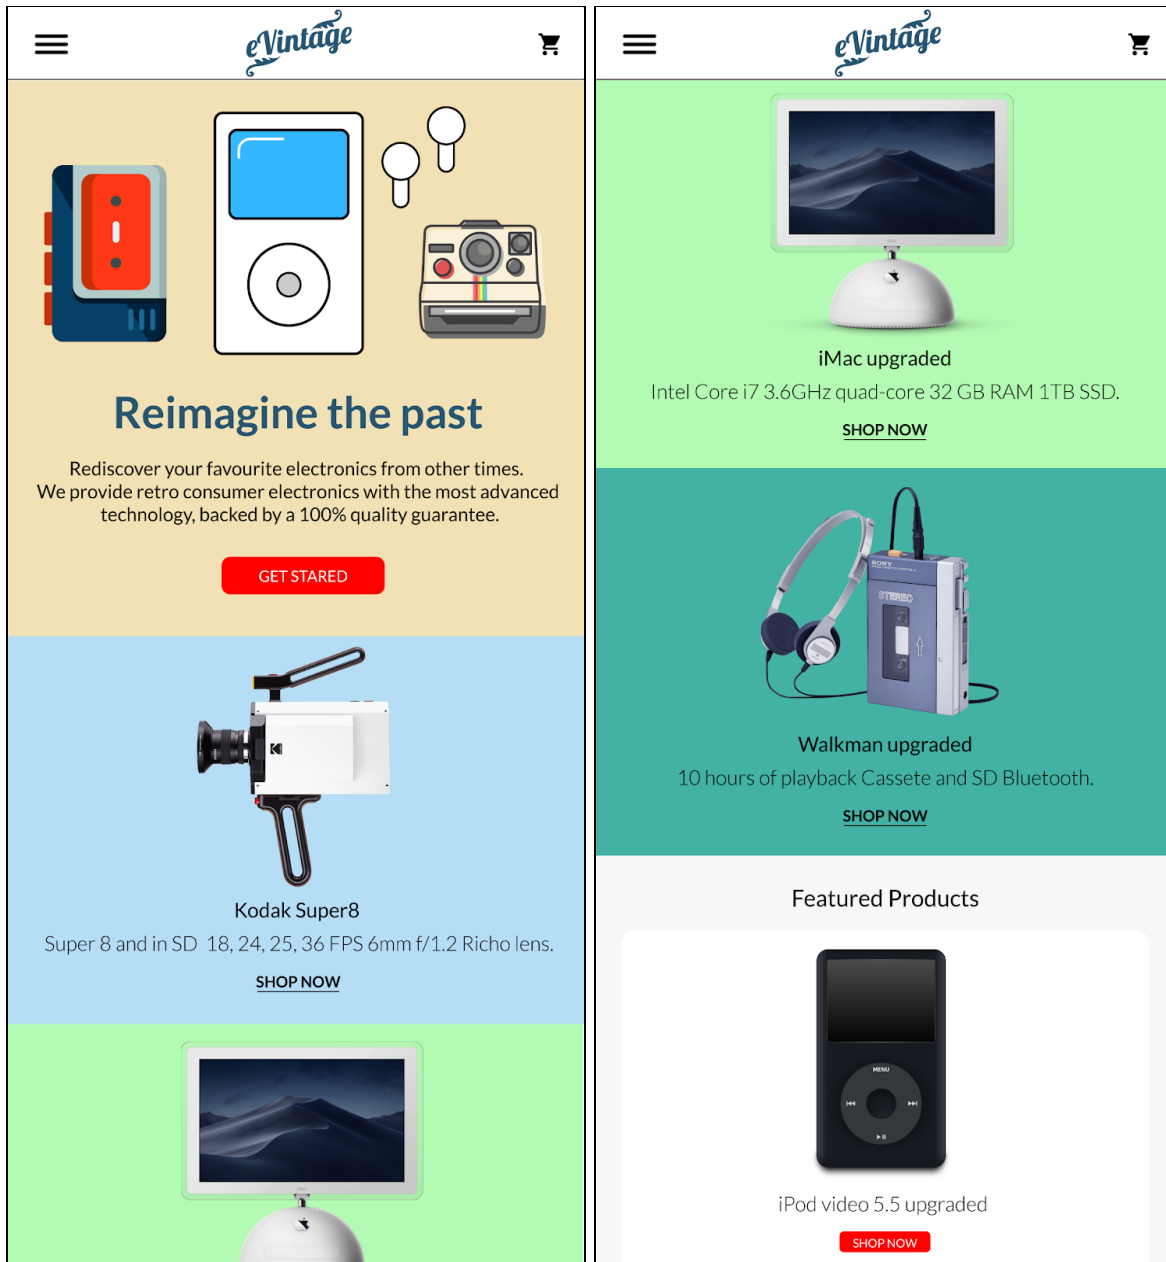 eVintage
Reimagine the past
Rediscover your favourite electronics from other times.
We provide retro consumer electronics with the most advanced
technology, backed by a 100% quality guarantee.
GET STARED
Kodak Super8
Super 8 and in SD  18, 24, 25, 36 FPS 6mm f/1.2 Richo lens.
SHOP NOW
eVintage
iMac upgraded
Intel Core i7 3.6GHz quad-core 32 GB RAM 1TB SSD.
SHOP NOW
SONY
STEREO
Walkman upgraded
10 hours of playback Cassete and SD Bluetooth.
SHOP NOW
Featured Products
MENU
iPod video 5.5 upgraded
SHOP NOW